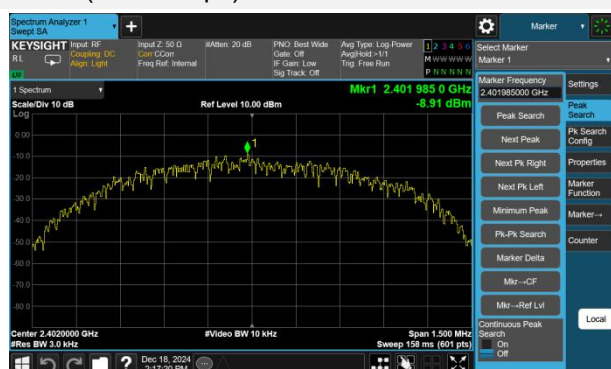 Spectrum Analyzer 1
Swept SA
+
Marker
KEYSIGHT
RL
Input: RF
Coupling: DC
Align: Light
Input Z: 50 Ω
Corr CCorr
Freq Ref: Internal
#Atten: 20 dB
PNO: Best Wide
Gate: Off
IF Gain: Low
Sig Track: Off
Avg Type: Log-Power
Avg|Hold:>1/1
Trig: Free Run
1 2 3 4 5 6
M W W W W W
P N N N N N
Select Marker
Marker 1
1 Spectrum
Mkr1 2.401 985 0 GHz
Scale/Div 10 dB
Ref Level 10.00 dBm
-8.91 dBm
Log
1
0.00
-10.0
-20.0
-30.0
-40.0
-50.0
-60.0
-70.0
-80.0
Center 2.4020000 GHz
#Video BW 10 kHz
Span 1.500 MHz
#Res BW 3.0 kHz
Sweep 158 ms (601 pts)
Marker Frequency
2.401985000 GHz
Peak Search
Next Peak
Next Pk Right
Next Pk Left
Minimum Peak
Pk-Pk Search
Marker Delta
Mkr→CF
Mkr→Ref Lvl
Continuous Peak
Search
On
Off
Settings
Peak
Search
Pk Search
Config
Properties
Marker
Function
Marker→
Counter
Local
?
Dec 18, 2024
2:17:20 PM